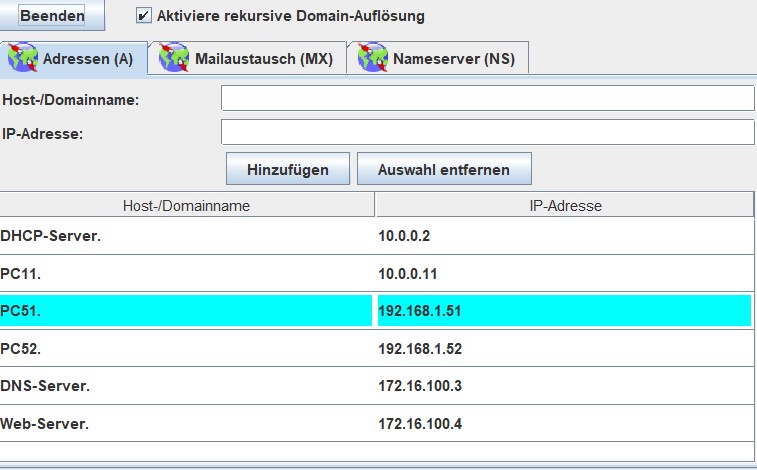 Beenden Aktiviere rekursive Domain-Auflösung
Adressen (A) Mailaustausch (MX) Nameserver (NS)
Host-/Domainname:
IP-Adresse:
Hinzufügen Auswahl entfernen
Host-/Domainname IP-Adresse
DHCP-Server. 10.0.0.2
PC11. 10.0.0.11
PC51. 192.168.1.51
PC52. 192.168.1.52
DNS-Server. 172.16.100.3
Web-Server. 172.16.100.4